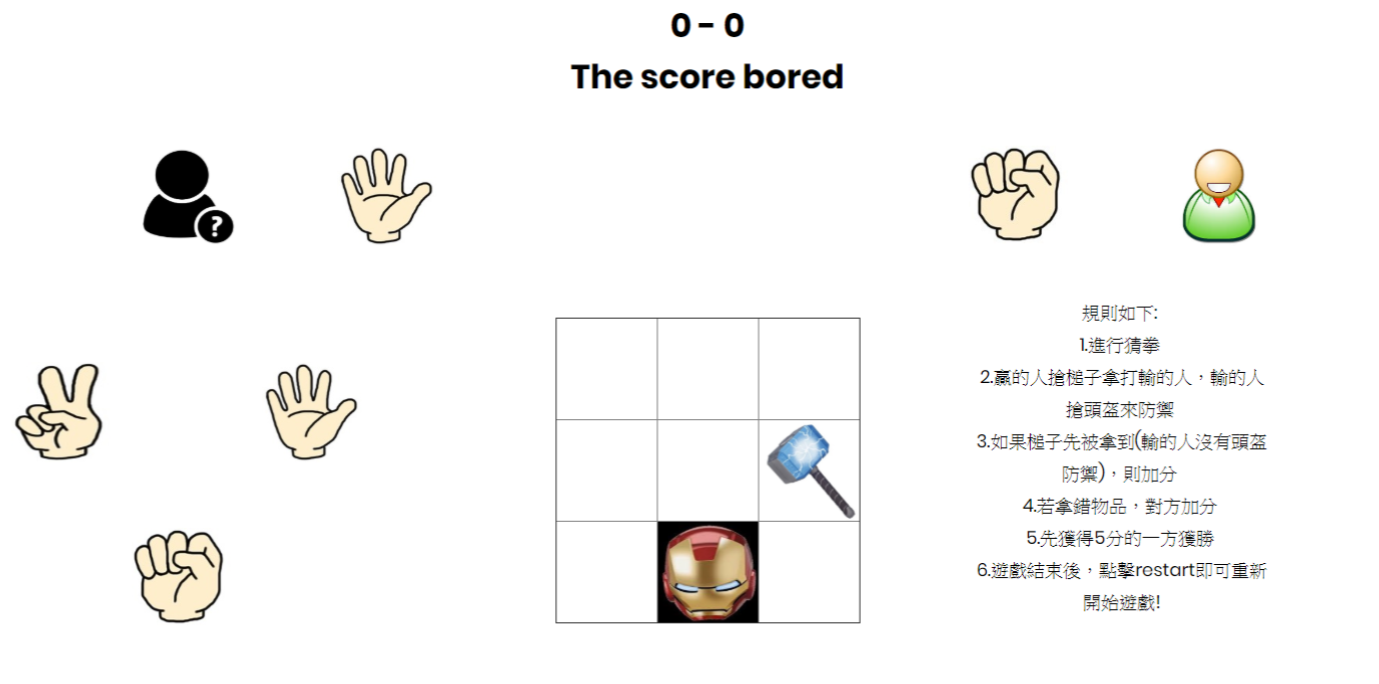 0 - 0
The score bored
?
規則如下:
1.進行猜拳
2.贏的人搶槌子拿打輸的人，輸的人
搶頭盔來防禦
3.如果槌子先被拿到(輸的人沒有頭盔
防禦)，則加分
4.若拿錯物品，對方加分
5.先獲得5分的一方獲勝
6.遊戲結束後，點擊restart即可重新
開始遊戲!